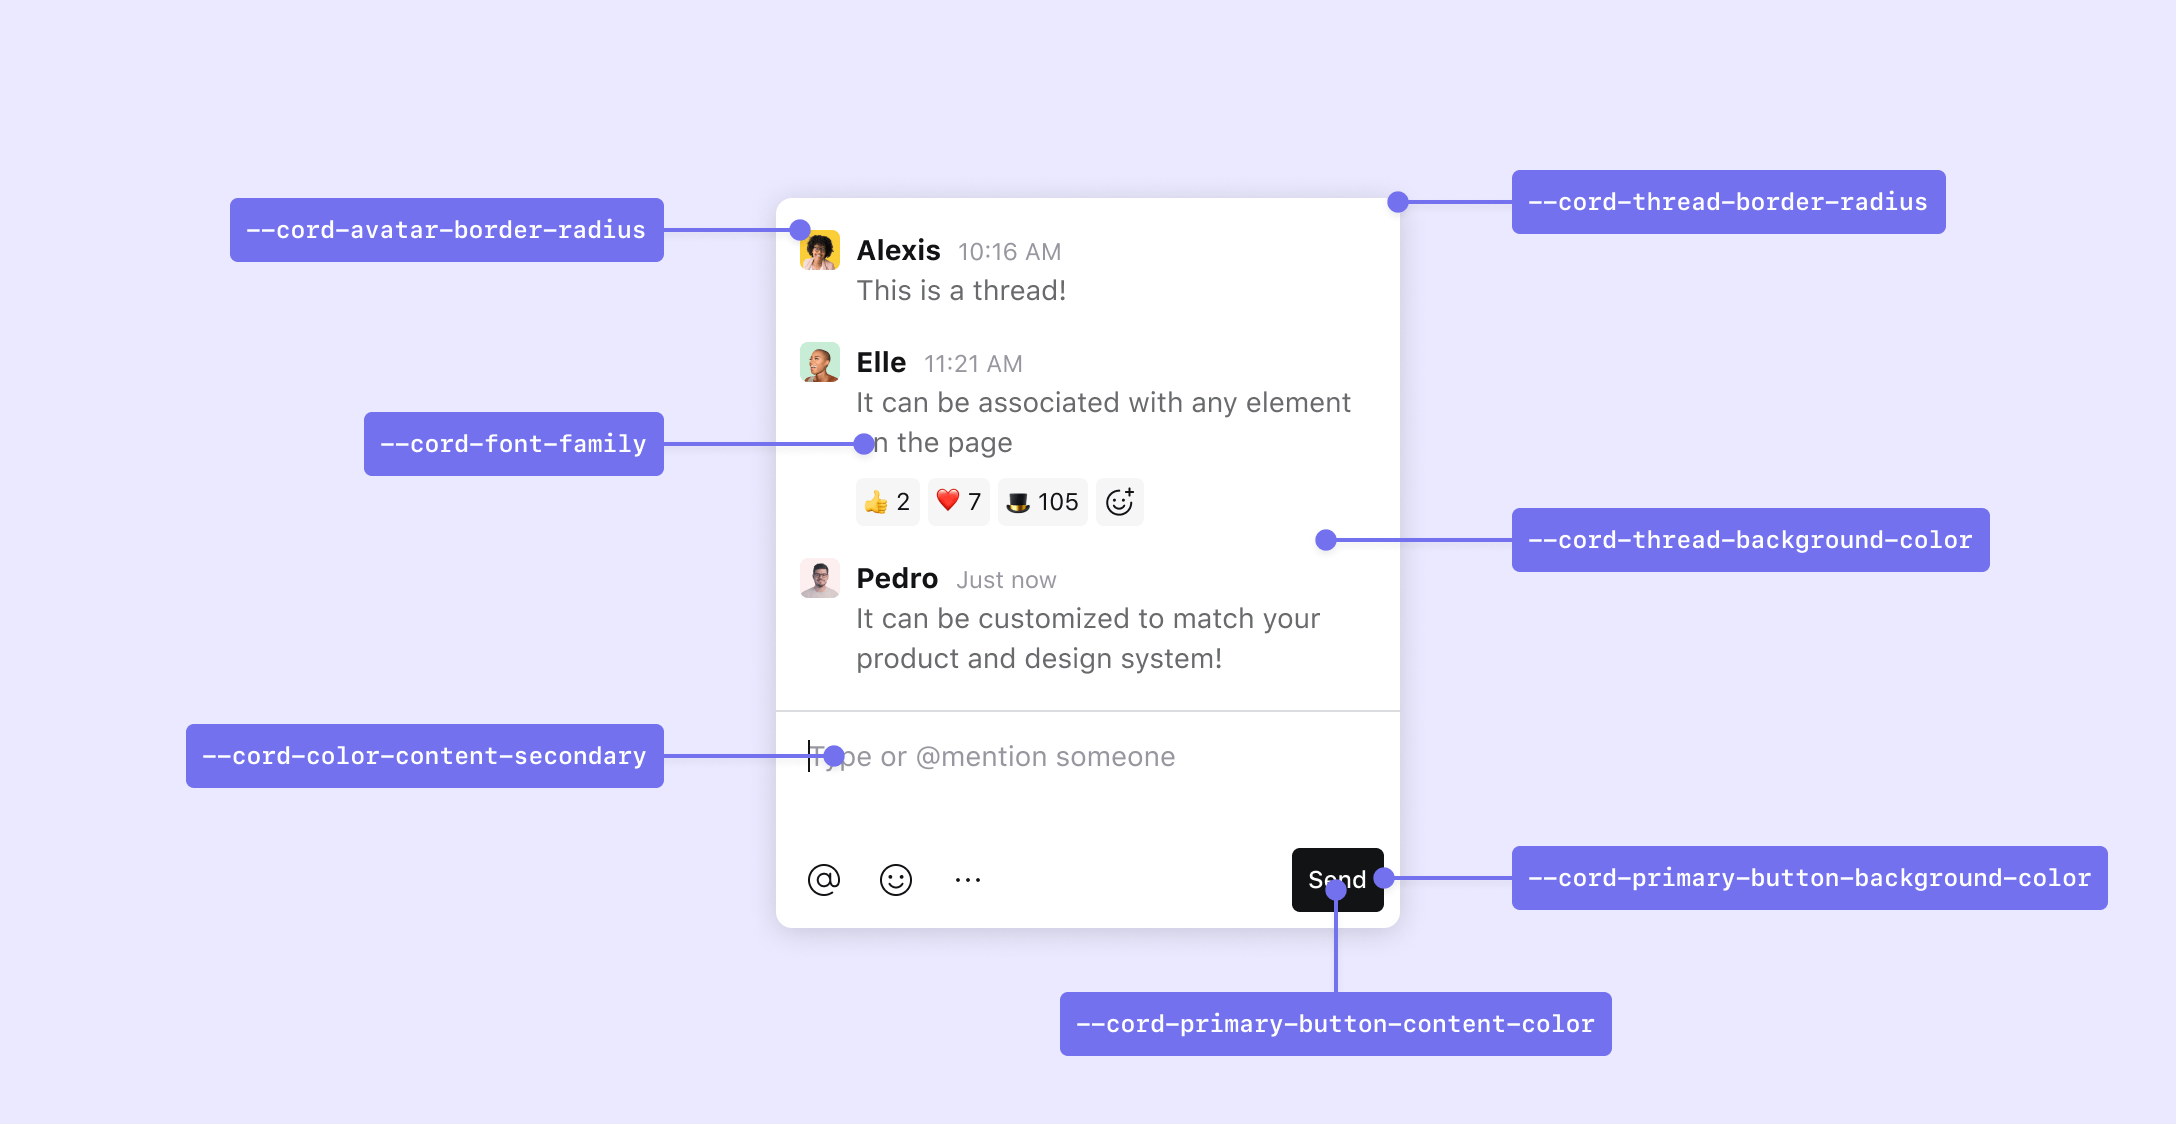 --cord-thread-border-radius
--cord-avatar-border-radius
Alexis 10:16 AM
This is a thread!
Elle 11:21 AM
It can be associated with any element
the page
--cord-font-family
2 7 105
--cord-thread-background-color
Pedro Just now
It can be customized to match your
product and design system!
--cord-color-content-secondary
Type or @mention someone
Send
--cord-primary-button-background-color
--cord-primary-button-content-color